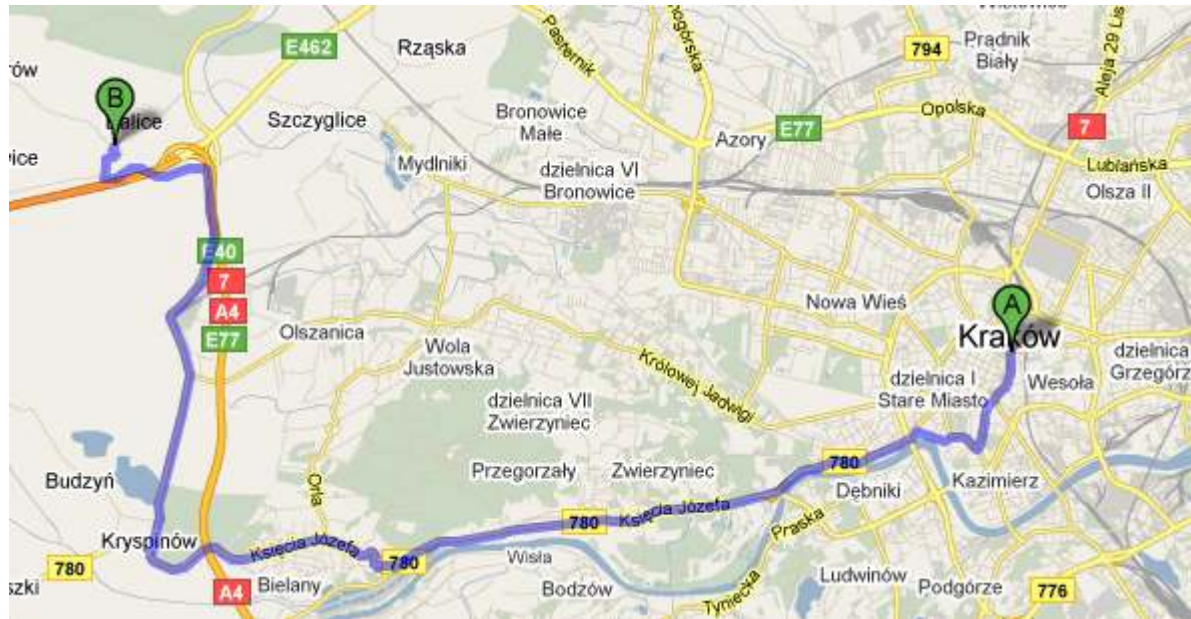 E462
Rząska
Pasternik
794
Prądnik
Biały
Aleja 29 Lis
B
Balice
Szczyglice
Bronowice
Małe
Azory
E77
Opolska
7
Lublańska
Olsza II
Mydlniki
dzielnica VI
Bronowice
E40
7
A4
E77
Olszanica
Wola
Justowska
Królowej Jadwigi
Nowa Wieś
A
Kraków
dzielnica I
Stare Miasto
Wesoła
dzielnica
Grzegórz
dzielnica VII
Zwierzyniec
Orla
Przegorzały
Zwierzyniec
780
Dębniki
Kazimierz
Budzyń
Kryspinów
780
Księcia Józefa
780
780
Księcia Józefa
Praska
Bielany
A4
Wisła
Bodzów
Tyniecka
Ludwinów
Podgórze
776